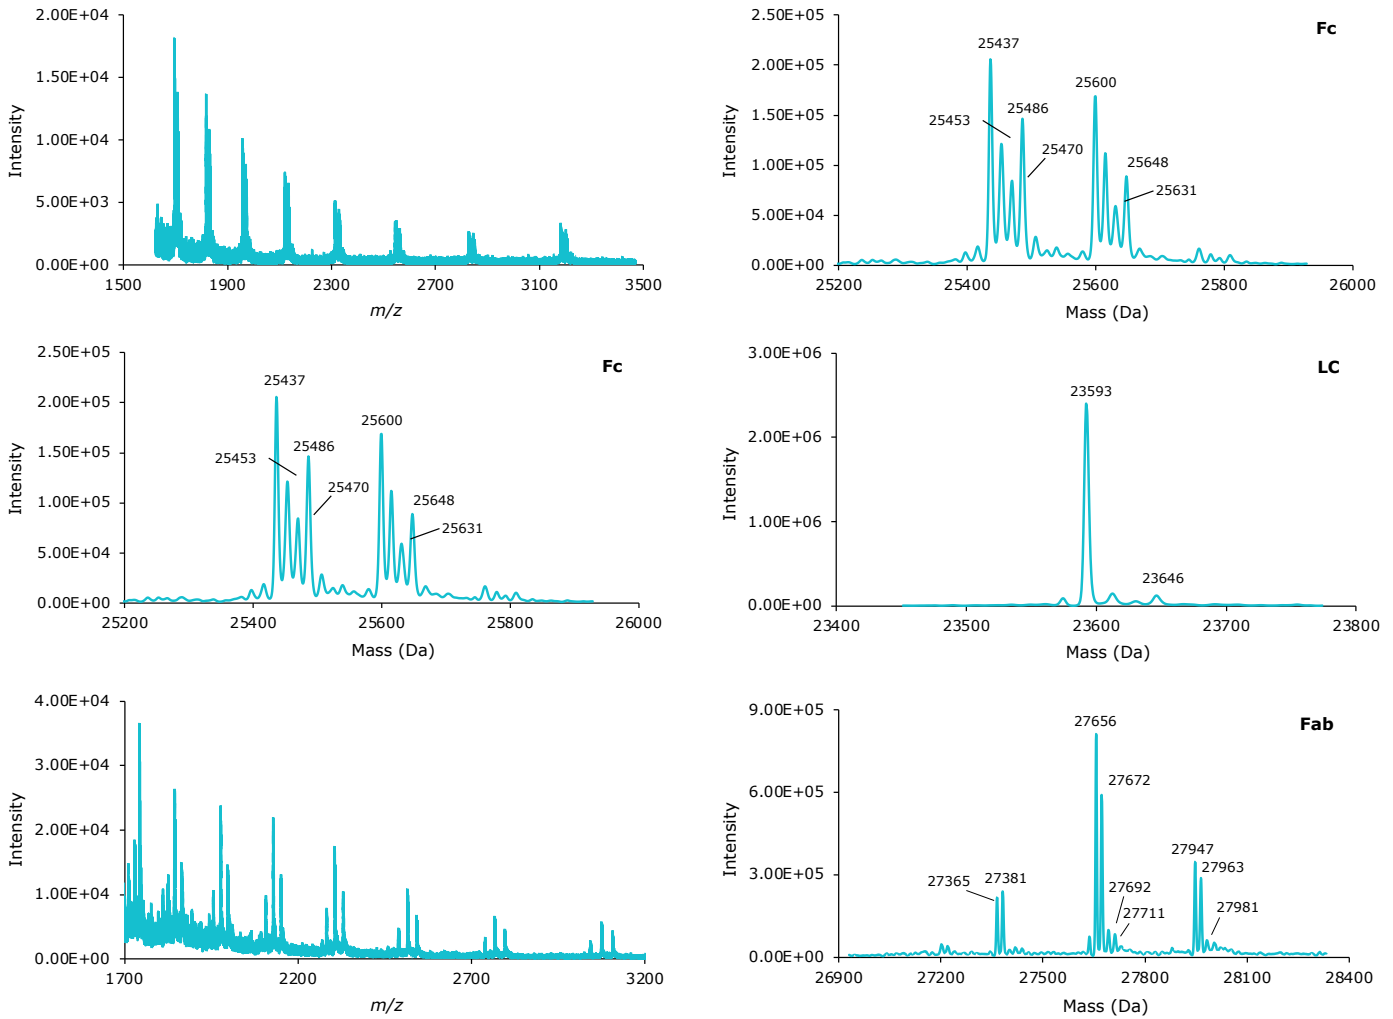 2.00E+04
1.50E+04
1.00E+04
5.00E+03
0.00E+00
Intensity
1500 1900 2300 2700 3100 3500
m/z
2.50E+05
2.00E+05
1.50E+05
1.00E+05
5.00E+04
0.00E+00
Intensity
Fc
25437
25453
25486
25470
25600
25648
25631
25200 25400 25600 25800 26000
Mass (Da)
2.50E+05
2.00E+05
1.50E+05
1.00E+05
5.00E+04
0.00E+00
Intensity
Fc
25437
25453
25486
25470
25600
25648
25631
25200 25400 25600 25800 26000
Mass (Da)
3.00E+06
2.00E+06
1.00E+06
0.00E+00
Intensity
LC
23593
23646
23400 23500 23600 23700 23800
Mass (Da)
4.00E+04
3.00E+04
2.00E+04
1.00E+04
0.00E+00
Intensity
1700 2200 2700 3200
m/z
9.00E+05
6.00E+05
3.00E+05
0.00E+00
Intensity
Fab
27656
27672
27365
27381
27692
27711
27947
27963
27981
26900 27200 27500 27800 28100 28400
Mass (Da)